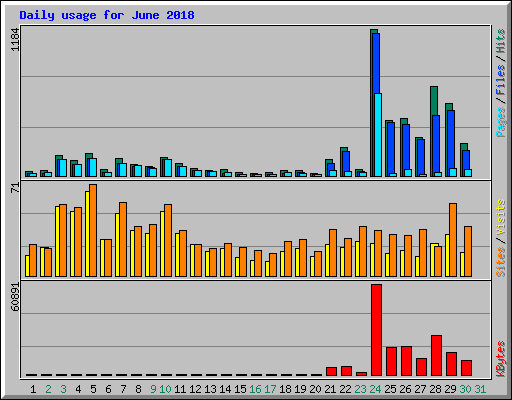 Daily usage for June 2018
1184
Pages / Files / Hits
71
Sites / Visits
60891
KBytes
1 2 3 4 5 6 7 8 9 10 11 12 13 14 15 16 17 18 19 20 21 22 23 24 25 26 27 28 29 30 31